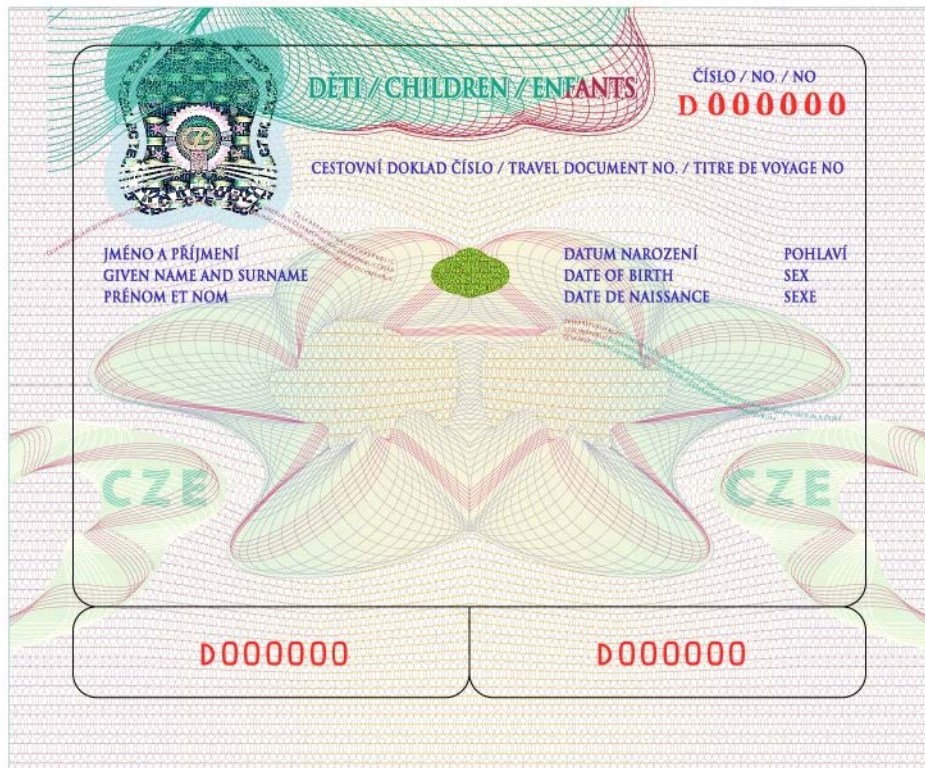 DĚTI / CHILDREN / ENFANTS
ČÍSLO / NO. / NO
D 000000
CESTOVNÍ DOKLAD ČÍSLO / TRAVEL DOCUMENT NO. / TITRE DE VOYAGE NO
JMÉNO A PŘÍJMENÍ
GIVEN NAME AND SURNAME
PRÉNOM ET NOM
DATUM NAROZENÍ
DATE OF BIRTH
DATE DE NAISSANCE
POHLAVÍ
SEX
SEXE
CZE
CZE
D000000
D000000